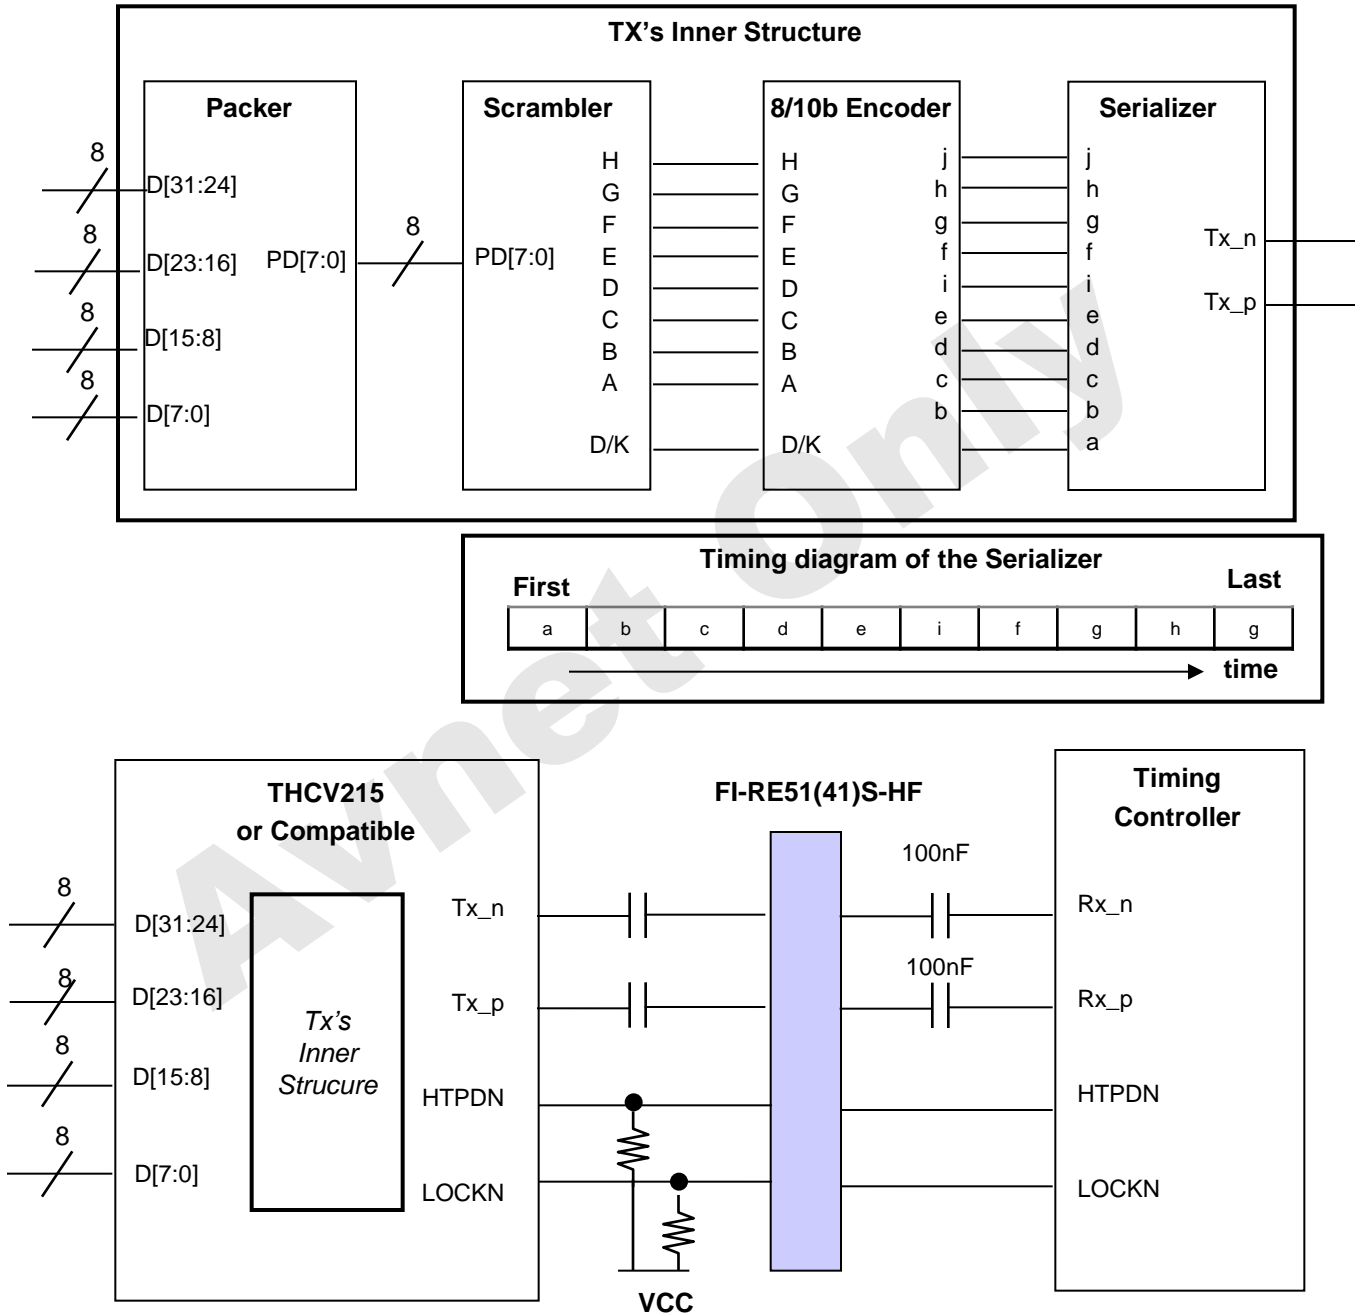 TX's Inner Structure
Packer
Scrambler
8/10b Encoder
Serializer
8
D[31:24]
8
D[23:16]
8
D[15:8]
8
D[7:0]
PD[7:0]
8
PD[7:0]
H
G
F
E
D
C
B
A
D/K
H
G
F
E
D
C
B
A
D/K
j
h
g
f
i
e
d
c
b
j
h
g
f
i
e
d
c
b
a
Tx_n
Tx_p
Timing diagram of the Serializer
First
Last
a b c d e i f g h g
time
Avnet Only
THCV215
or Compatible
FI-RE51(41)S-HF
Timing
Controller
8
D[31:24]
8
D[23:16]
8
D[15:8]
8
D[7:0]
Tx's
Inner
Strucure
Tx_n
Tx_p
HTPDN
LOCKN
VCC
100nF
100nF
Rx_n
Rx_p
HTPDN
LOCKN